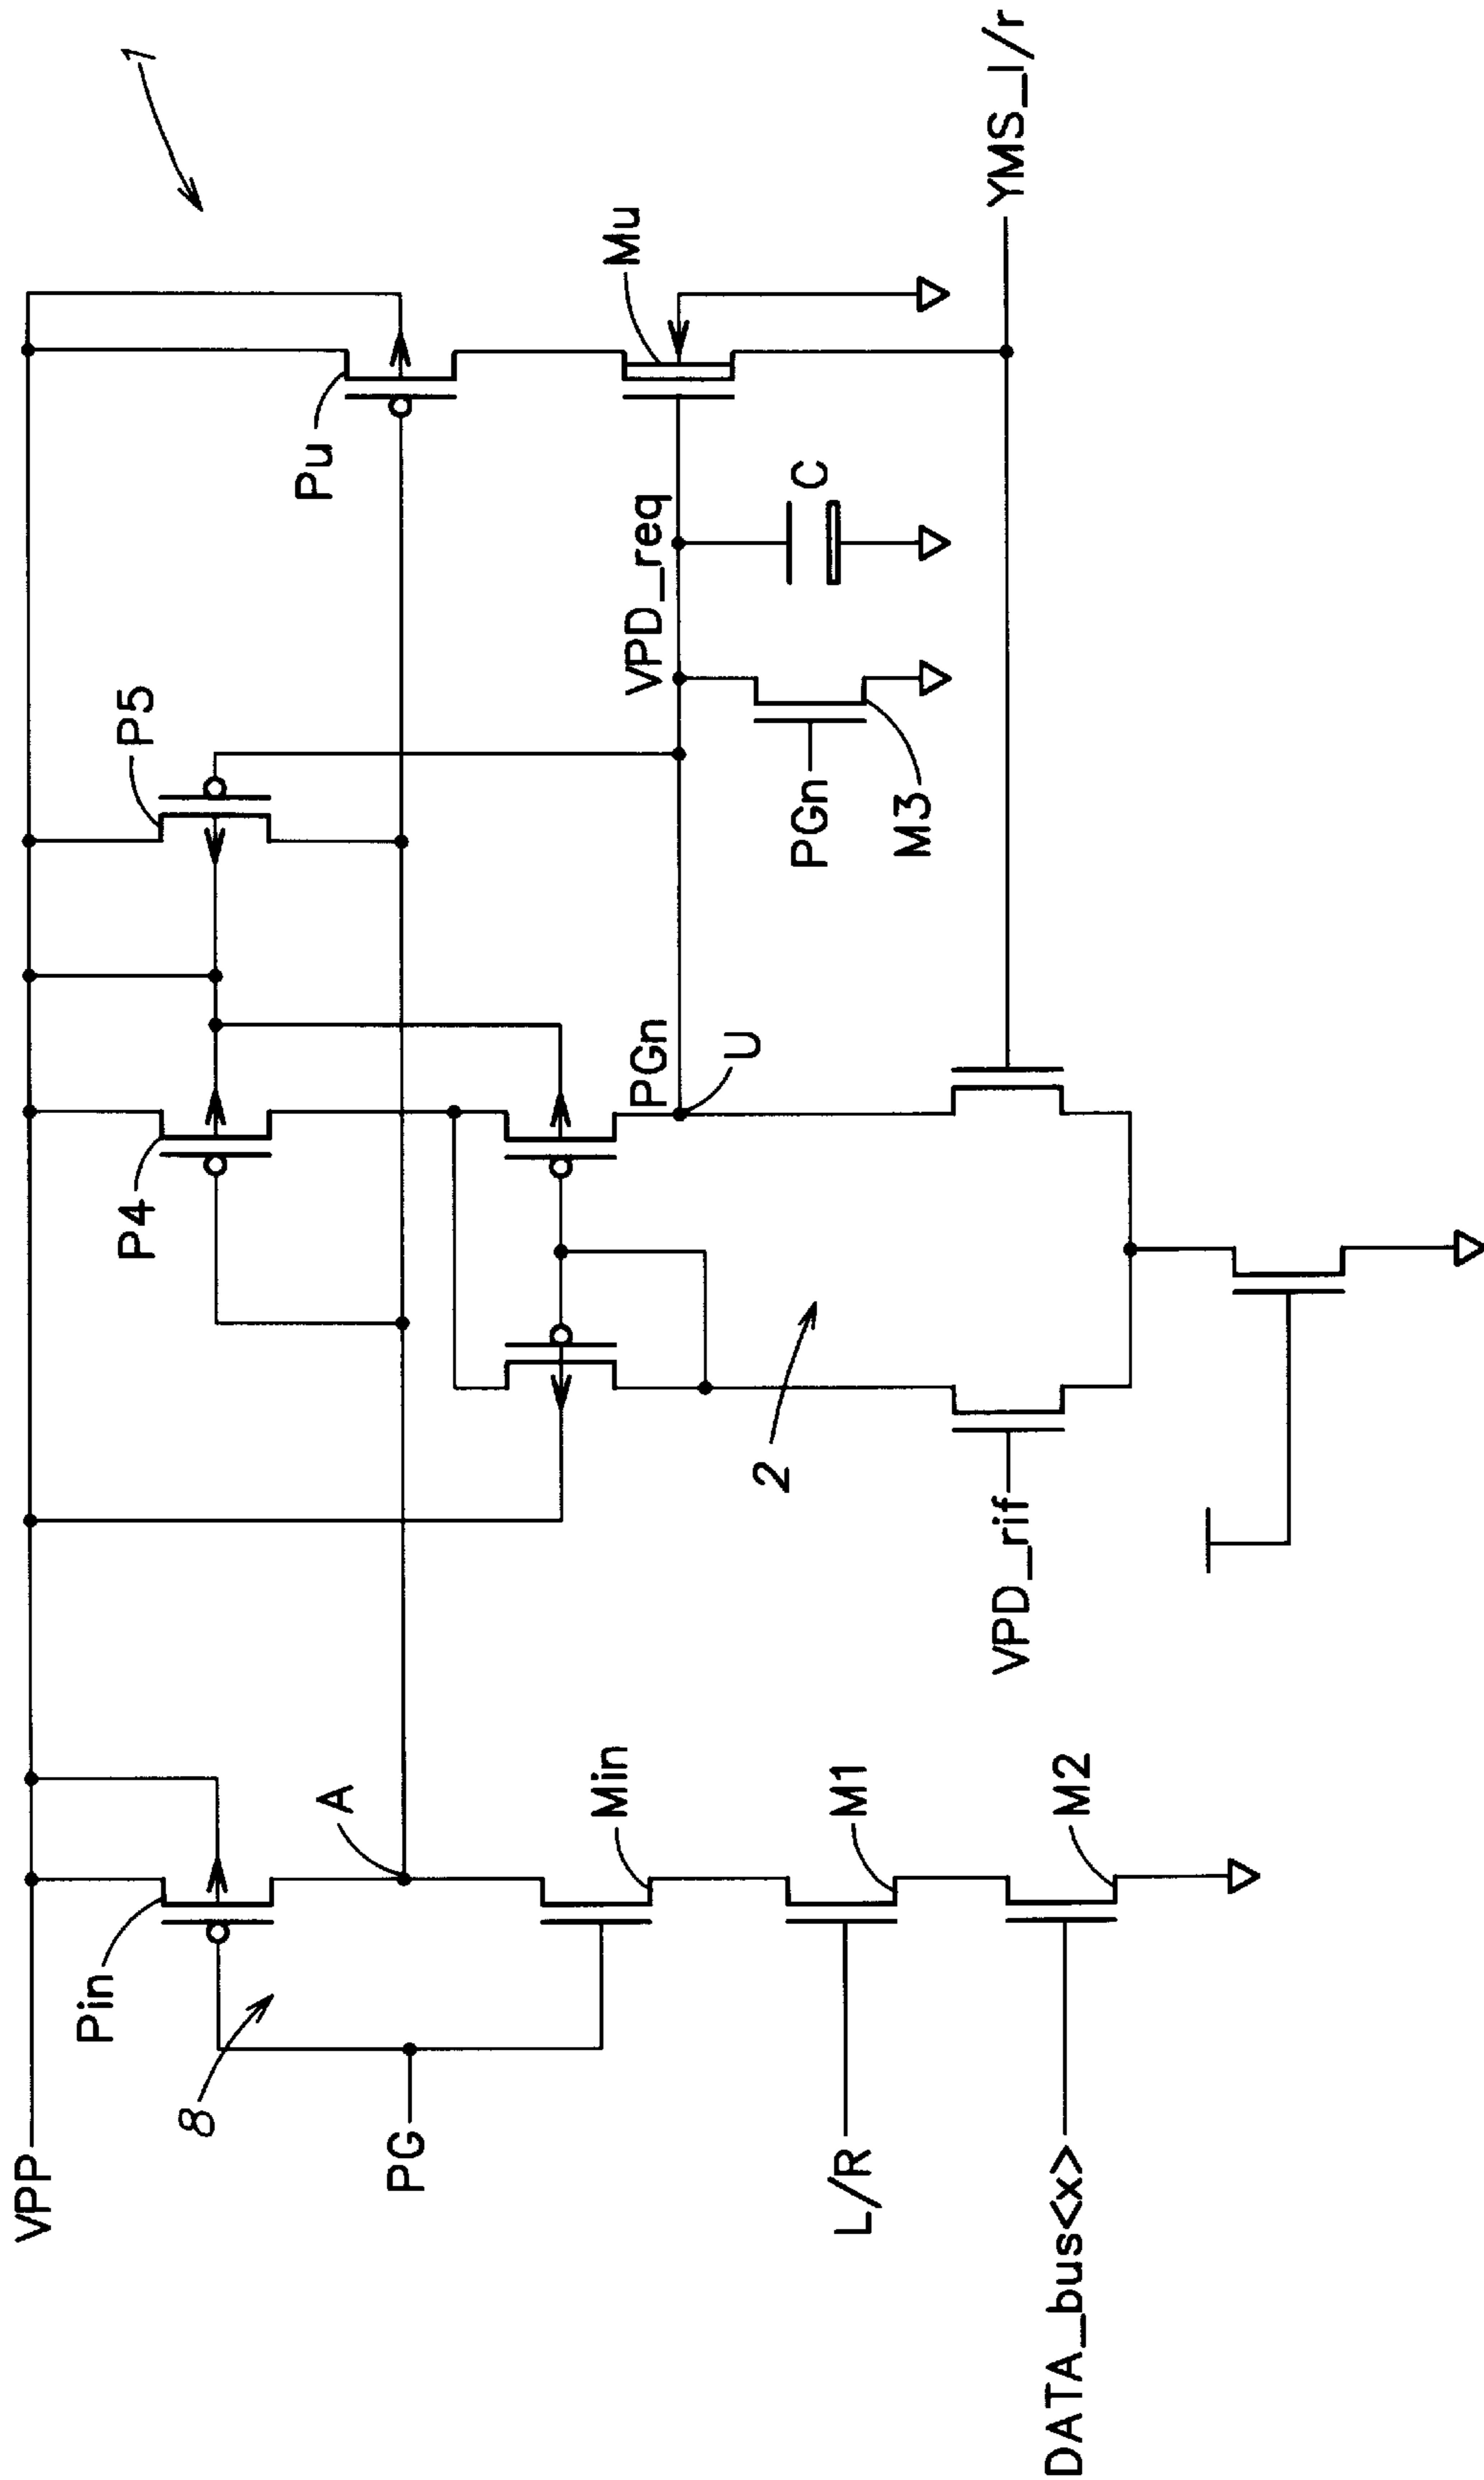 VPP
Pin
8
PG
A
Min
L/R
M1
DATA_bus<x>
M2
P4
P5
PGn
U
2
VPD_rif
VPD_req
PGn
M3
C
Pu
Mu
1
YMS_l/r